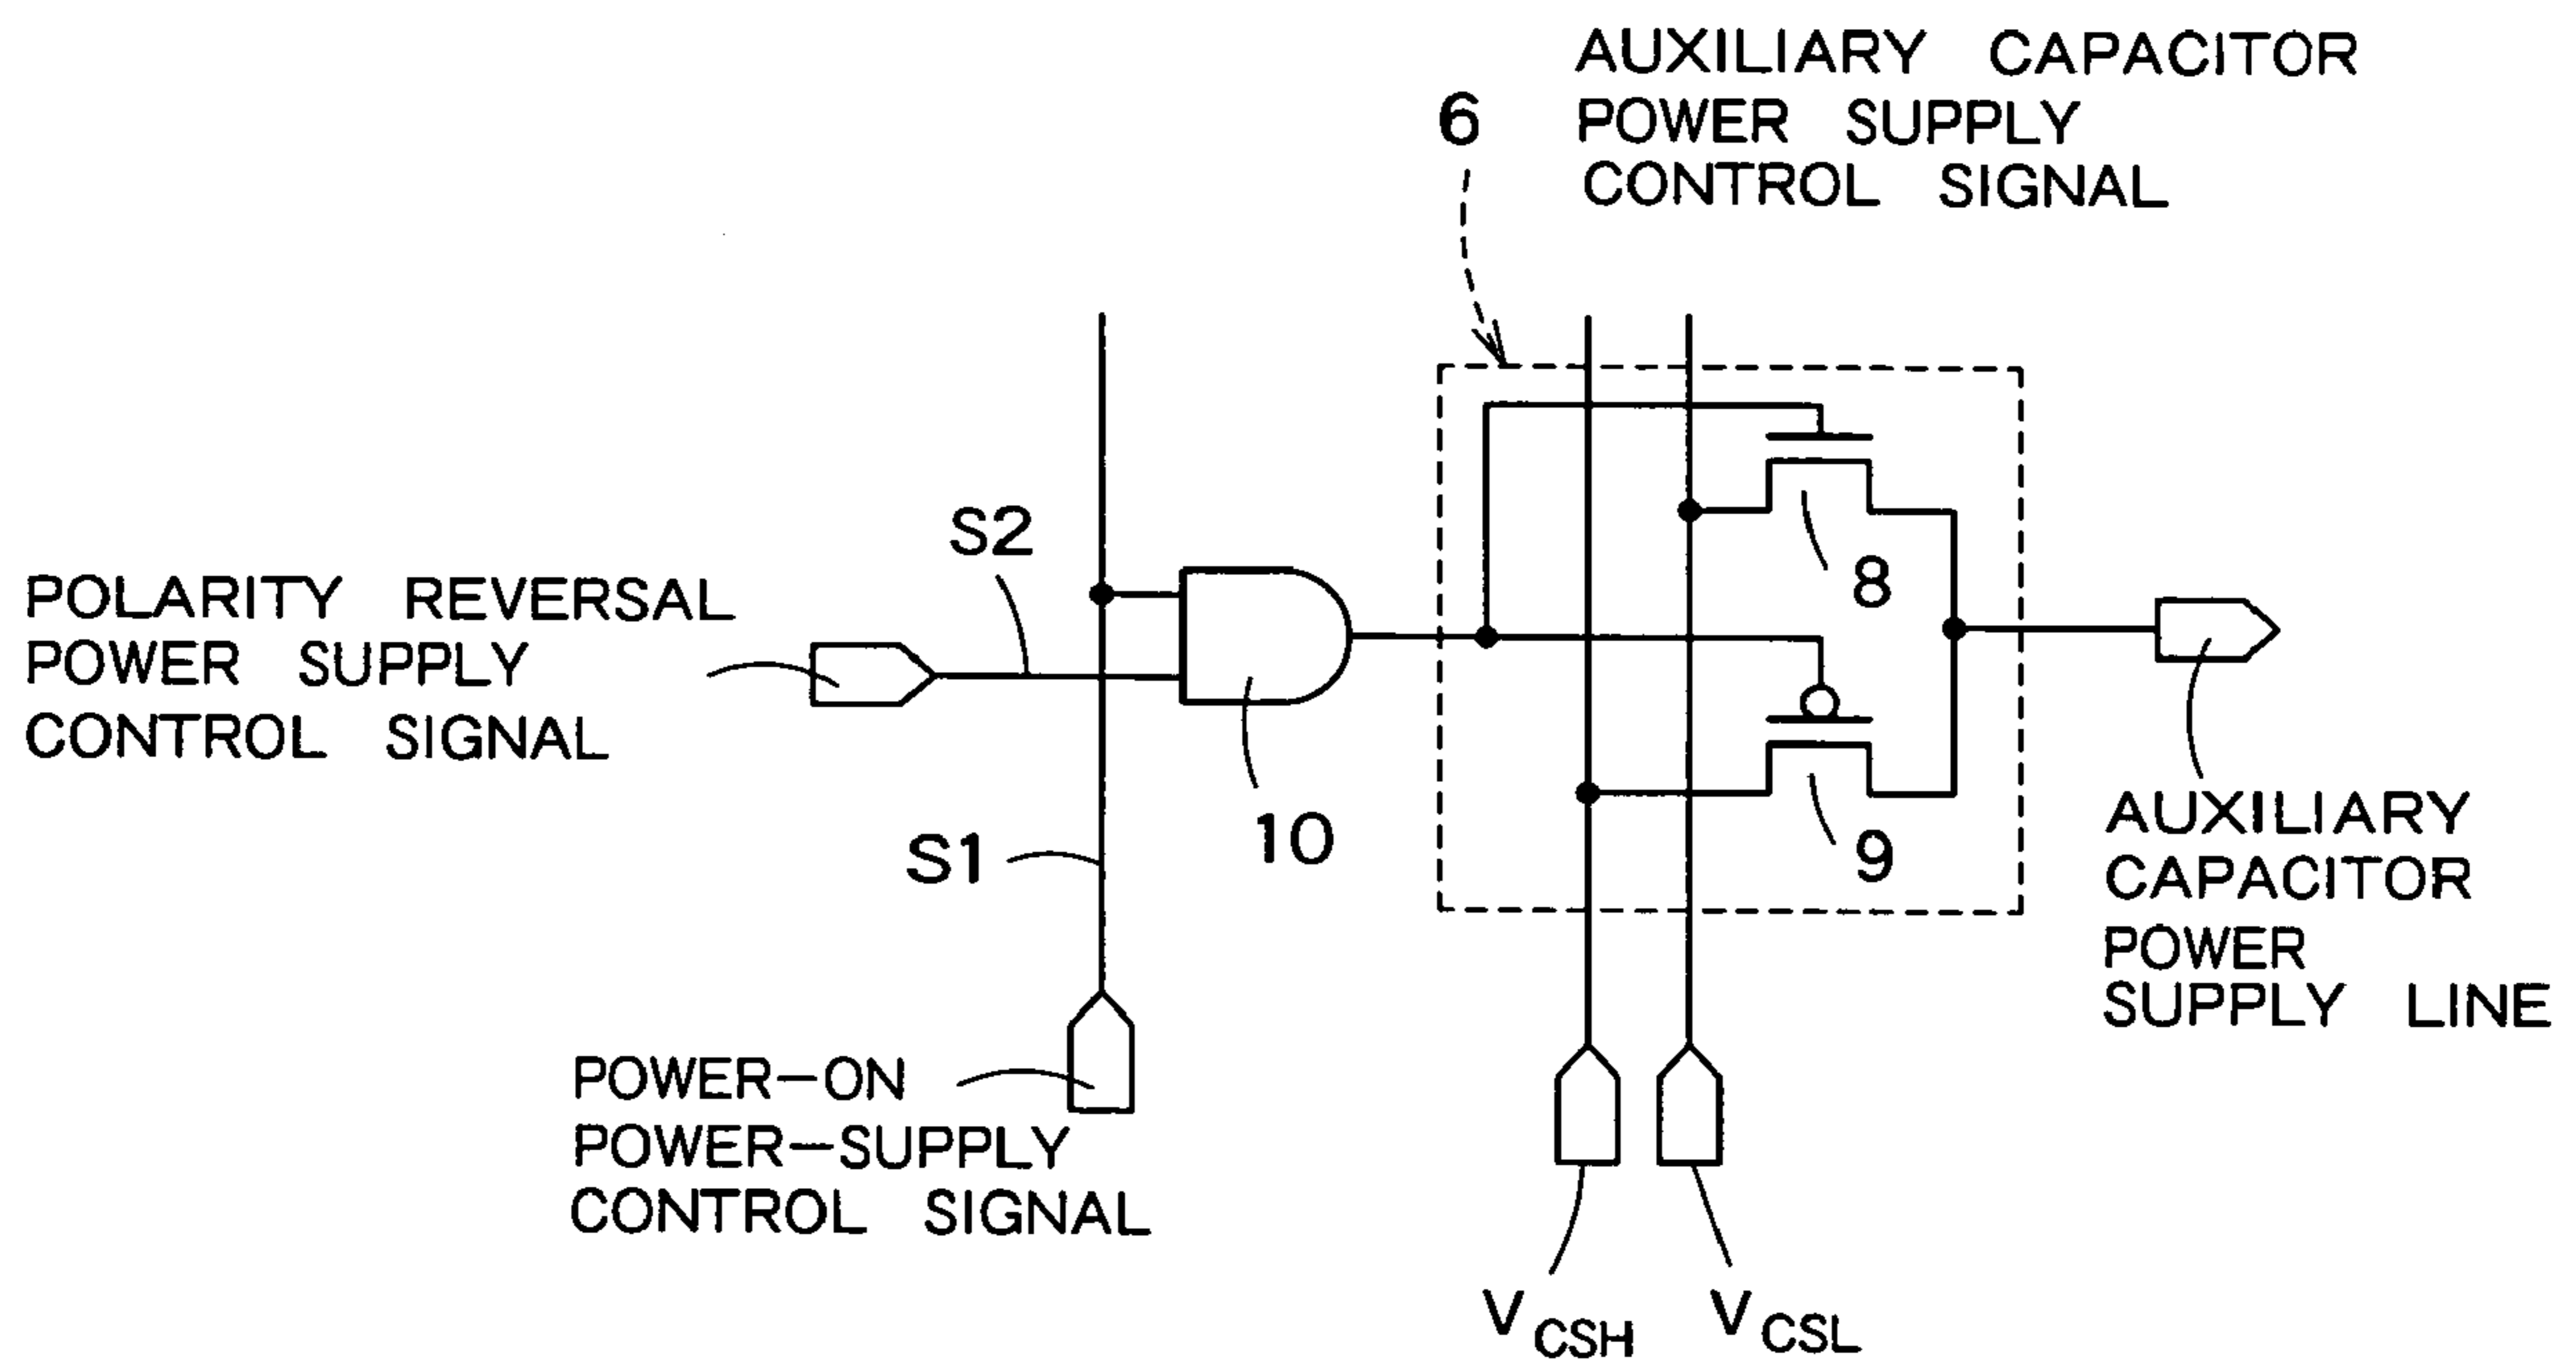 AUXILIARY CAPACITOR
POWER SUPPLY
CONTROL SIGNAL
6
S2
POLARITY REVERSAL
POWER SUPPLY
CONTROL SIGNAL
8
10
S1
9
AUXILIARY
CAPACITOR
POWER
SUPPLY LINE
POWER-ON
POWER-SUPPLY
CONTROL SIGNAL
VCSH
VCSL